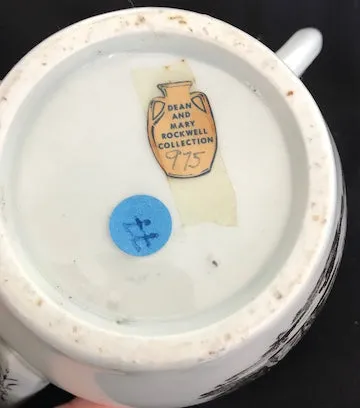 DEAN
AND
MARY
ROCKWELL
COLLECTION
975